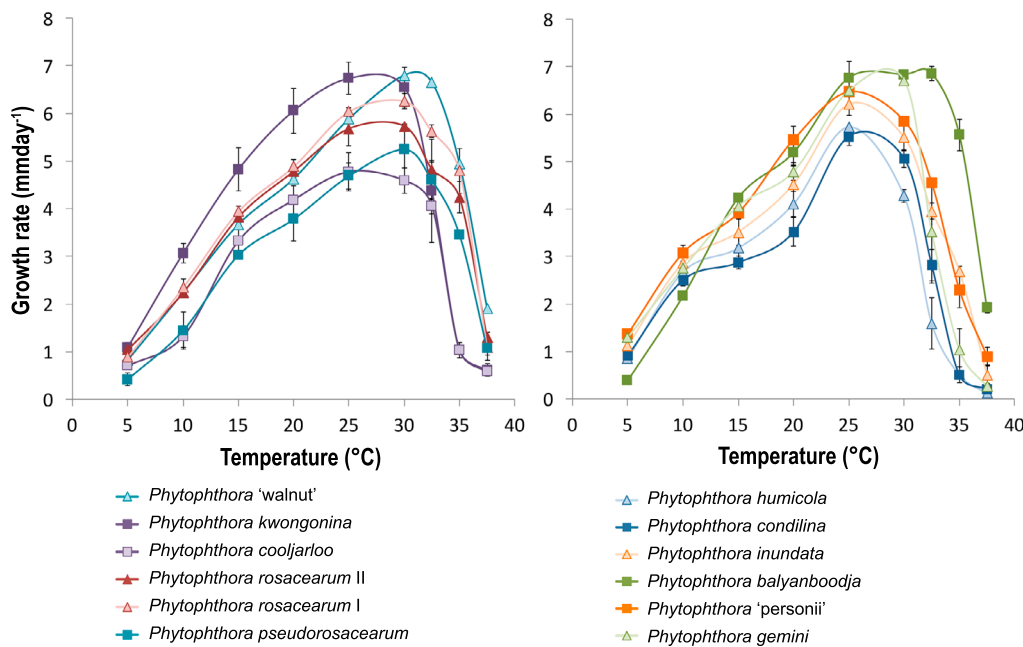 8
7
6
5
4
3
2
1
0
Growth rate (mmday-1)
0 5 10 15 20 25 30 35 40
Temperature (°C)
Phytophthora ‘walnut’
Phytophthora kwongonina
Phytophthora cooljarloo
Phytophthora rosacearum II
Phytophthora rosacearum I
Phytophthora pseudorosacearum
8
7
6
5
4
3
2
1
0
0 5 10 15 20 25 30 35 40
Temperature (°C)
Phytophthora humicola
Phytophthora condilina
Phytophthora inundata
Phytophthora balyanboodja
Phytophthora ‘personii’
Phytophthora gemini